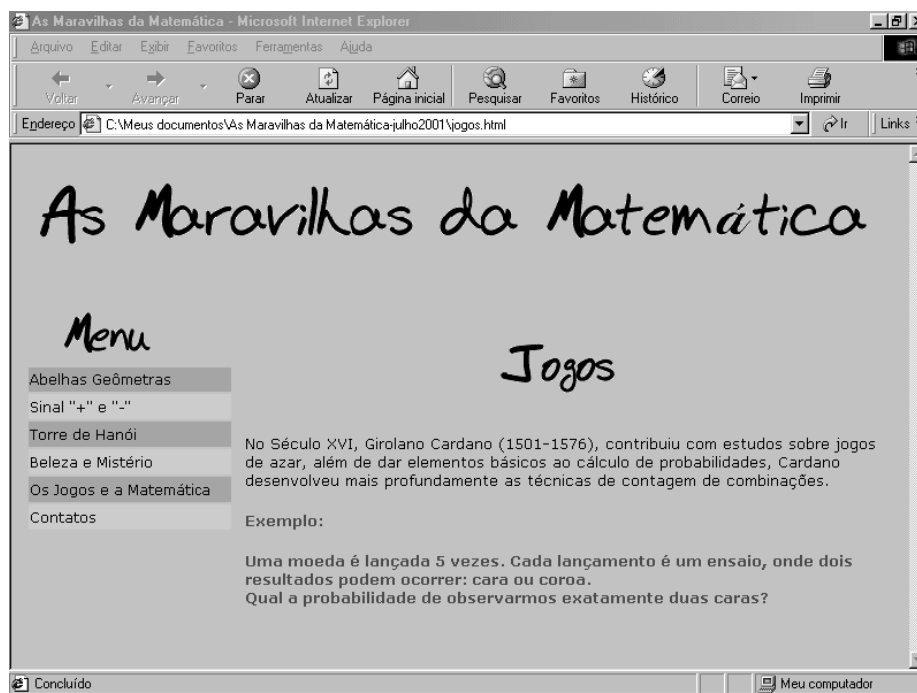 As Maravilhas da Matemática - Microsoft Internet Explorer
Arquivo Editar Exibir Favoritos Ferramentas Ajuda
Voltar Avançar Parar Atualizar Página inicial Pesquisar Favoritos Histórico Correio Imprimir
Endereço C:\Meus documentos\As Maravilhas da Matemática-julho2001\jogos.html Ir Links
As Maravilhas da Matemática
Menu
Abelhas Geômetras
Sinal "+" e "-"
Torre de Hanói
Beleza e Mistério
Os Jogos e a Matemática
Contatos
Jogos
No Século XVI, Girolano Cardano (1501-1576), contribuiu com estudos sobre jogos
de azar, além de dar elementos básicos ao cálculo de probabilidades, Cardano
desenvolveu mais profundamente as técnicas de contagem de combinações.
Exemplo:
Uma moeda é lançada 5 vezes. Cada lançamento é um ensaio, onde dois
resultados podem ocorrer: cara ou coroa.
Qual a probabilidade de observarmos exatamente duas caras?
Concluído Meu computador